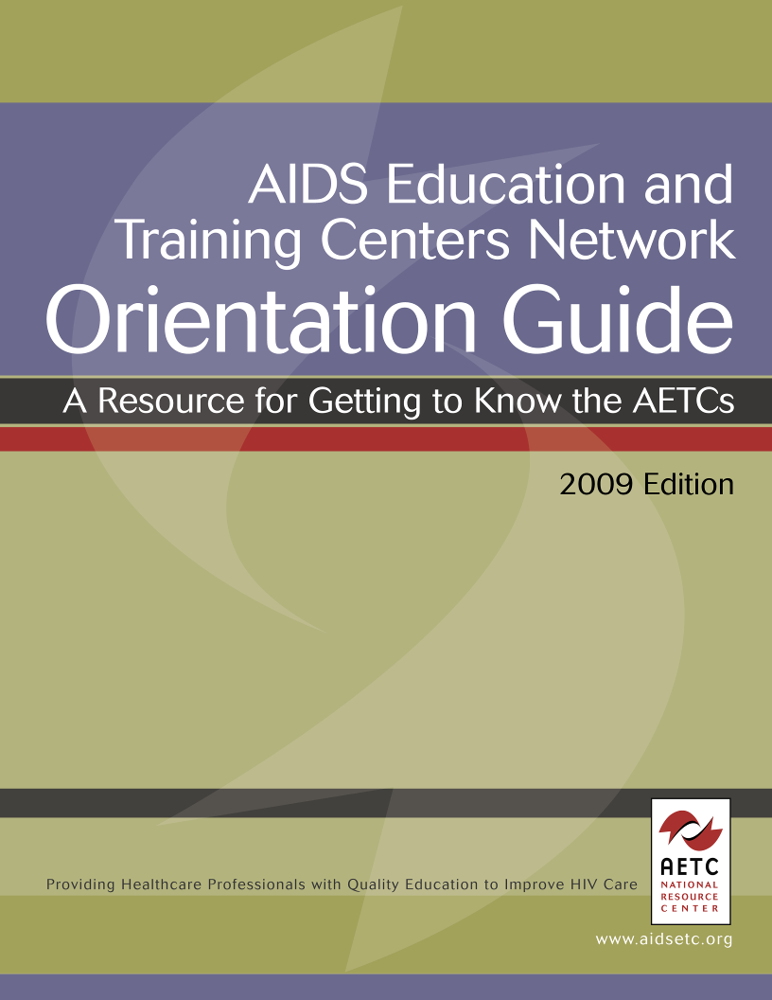 AIDS Education and
Training Centers Network
Orientation Guide
A Resource for Getting to Know the AETCs
2009 Edition
Providing Healthcare Professionals with Quality Education to Improve HIV Care
AETC
NATIONAL
RESOURCE
CENTER
www.aidsetc.org